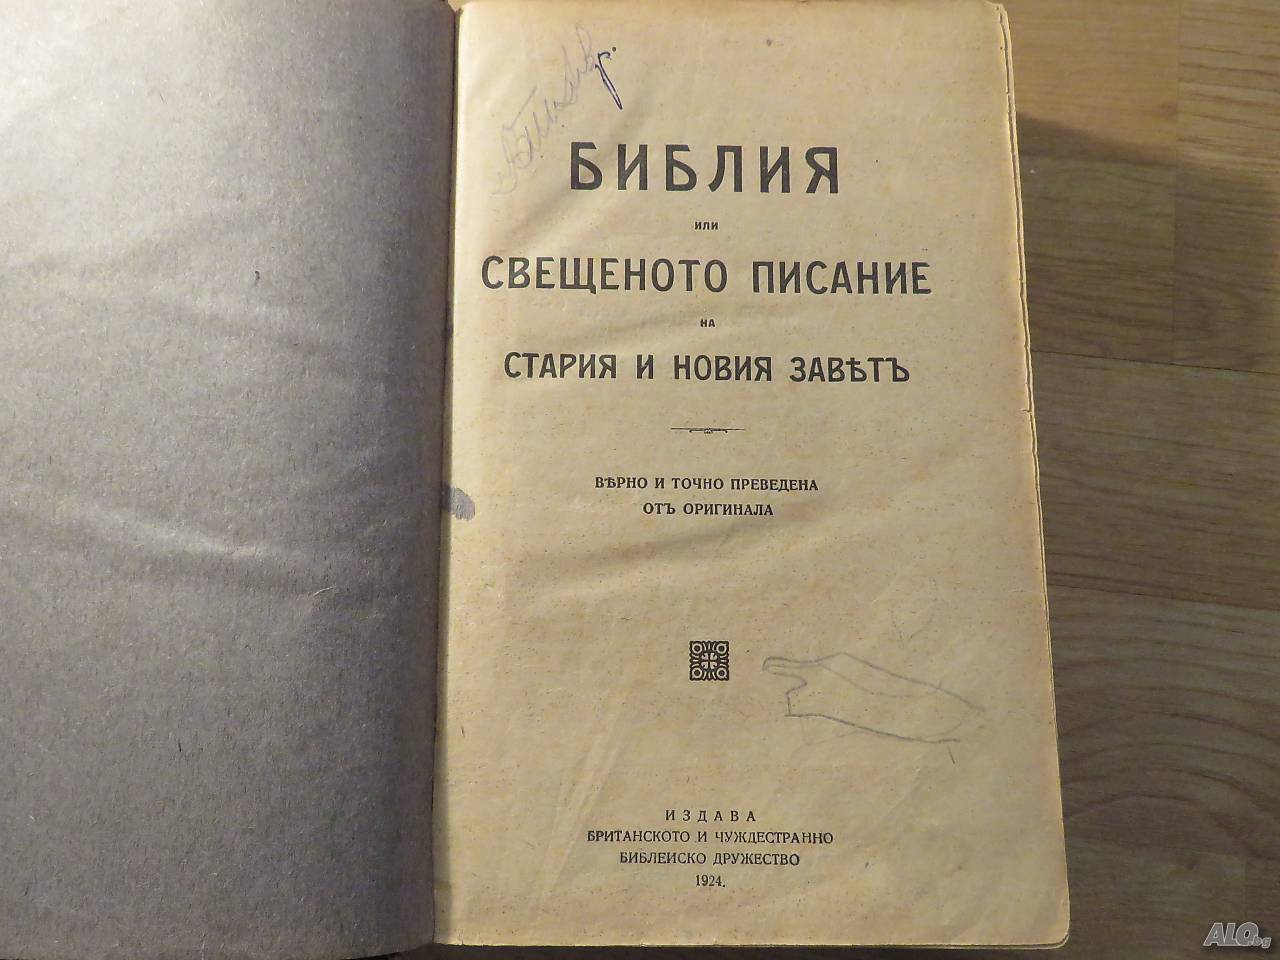 БИБЛИЯ
или
СВЕЩЕНОТО ПИСАНИЕ
НА
СТАРИЯ И НОВИЯ ЗАВѢТЪ
ВѢРНО И ТОЧНО ПРЕВЕДЕНА
ОТЪ ОРИГИНАЛА
ИЗДАВА
БРИТАНСКОТО И ЧУЖДЕСТРАННО
БИБЛЕЙСКО ДРУЖЕСТВО
1924.
ALO.bg